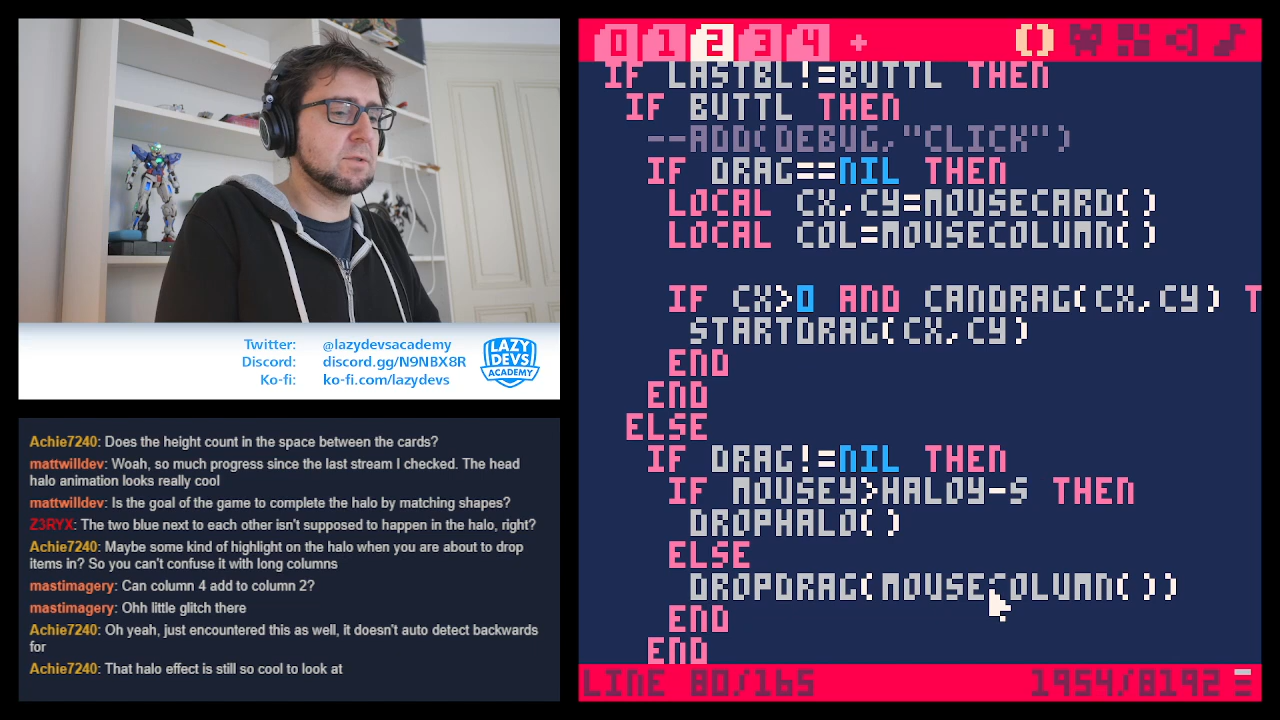 Twitter: @lazydevsacademy
Discord: discord.gg/N9NBX8R
Ko-fi: ko-fi.com/lazydevs
LAZY
DEVS
ACADEMY
Achie7240: Does the height count in the space between the cards?
mattwilldev: Woah, so much progress since the last stream I checked. The head
halo animation looks really cool
mattwilldev: Is the goal of the game to complete the halo by matching shapes?
Z3RYX: The two blue next to each other isn't supposed to happen in the halo, right?
Achie7240: Maybe some kind of highlight on the halo when you are about to drop
items in? So you can't confuse it with long columns
mastimagery: Can column 4 add to column 2?
mastimagery: Ohh little glitch there
Achie7240: Oh yeah, just encountered this as well, it doesn't auto detect backwards
for
Achie7240: That halo effect is still so cool to look at
0 1 2 3 4 +
IF LASTBL!=BUTTL THEN
IF BUTTL THEN
--ADD(DEBUG,"CLICK")
IF DRAG==NIL THEN
LOCAL CX,CY=MOUSECARD()
LOCAL COL=MOUSECOLUMN()
IF CX>0 AND CANDRAG(CX,CY) T
STARTDRAG(CX,CY)
END
END
ELSE
IF DRAG!=NIL THEN
IF MOUSEY>HALOY-5 THEN
DROPHALO()
ELSE
DROPDRAG(MOUSECOLUMN())
END
END
LINE 80/165 1954/8192